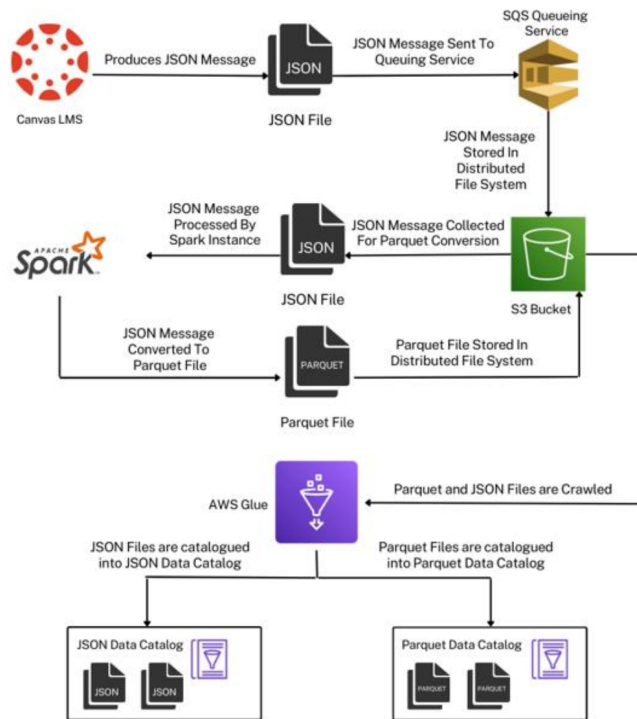 SQS Queueing
Service
Produces JSON Message
JSON
JSON Message Sent To
Queuing Service
Canvas LMS
JSON File
JSON Message
Stored In
Distributed
File System
JSON Message
Processed By
Spark Instance
APACHE
Spark
JSON
JSON Message Collected
For Parquet Conversion
JSON File
S3 Bucket
JSON Message
Converted To
Parquet File
PARQUET
Parquet File Stored In
Distributed File System
Parquet File
AWS Glue
Parquet and JSON Files are Crawled
JSON Files are catalogued
into JSON Data Catalog
Parquet Files are catalogued
into Parquet Data Catalog
JSON Data Catalog
JSON
JSON
Parquet Data Catalog
PARQUET
PARQUET